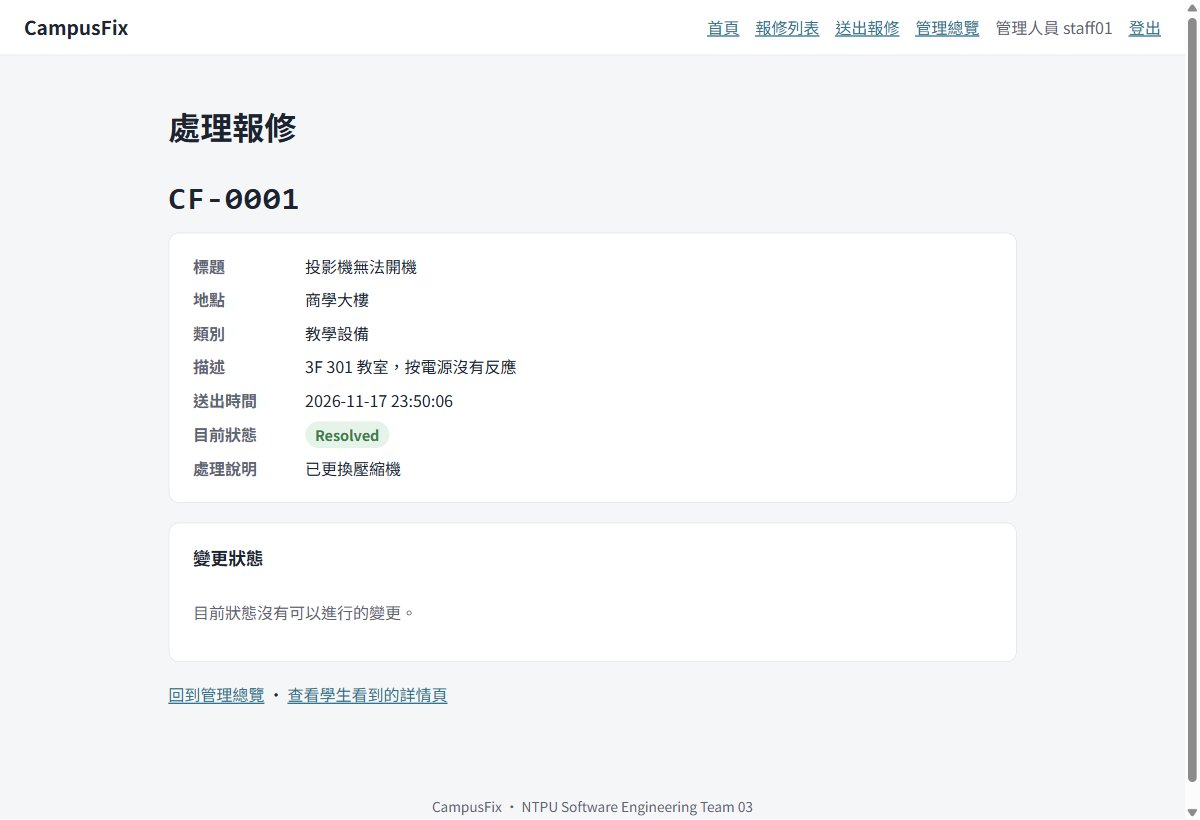 CampusFix
首頁 報修列表 送出報修 管理總覽 管理人員 staff01 登出
處理報修
CF-0001
標題 投影機無法開機
地點 商學大樓
類別 教學設備
描述 3F 301 教室，按電源沒有反應
送出時間 2026-11-17 23:50:06
目前狀態 Resolved
處理說明 已更換壓縮機
變更狀態
目前狀態沒有可以進行的變更。
回到管理總覽 · 查看學生看到的詳情頁
CampusFix · NTPU Software Engineering Team 03